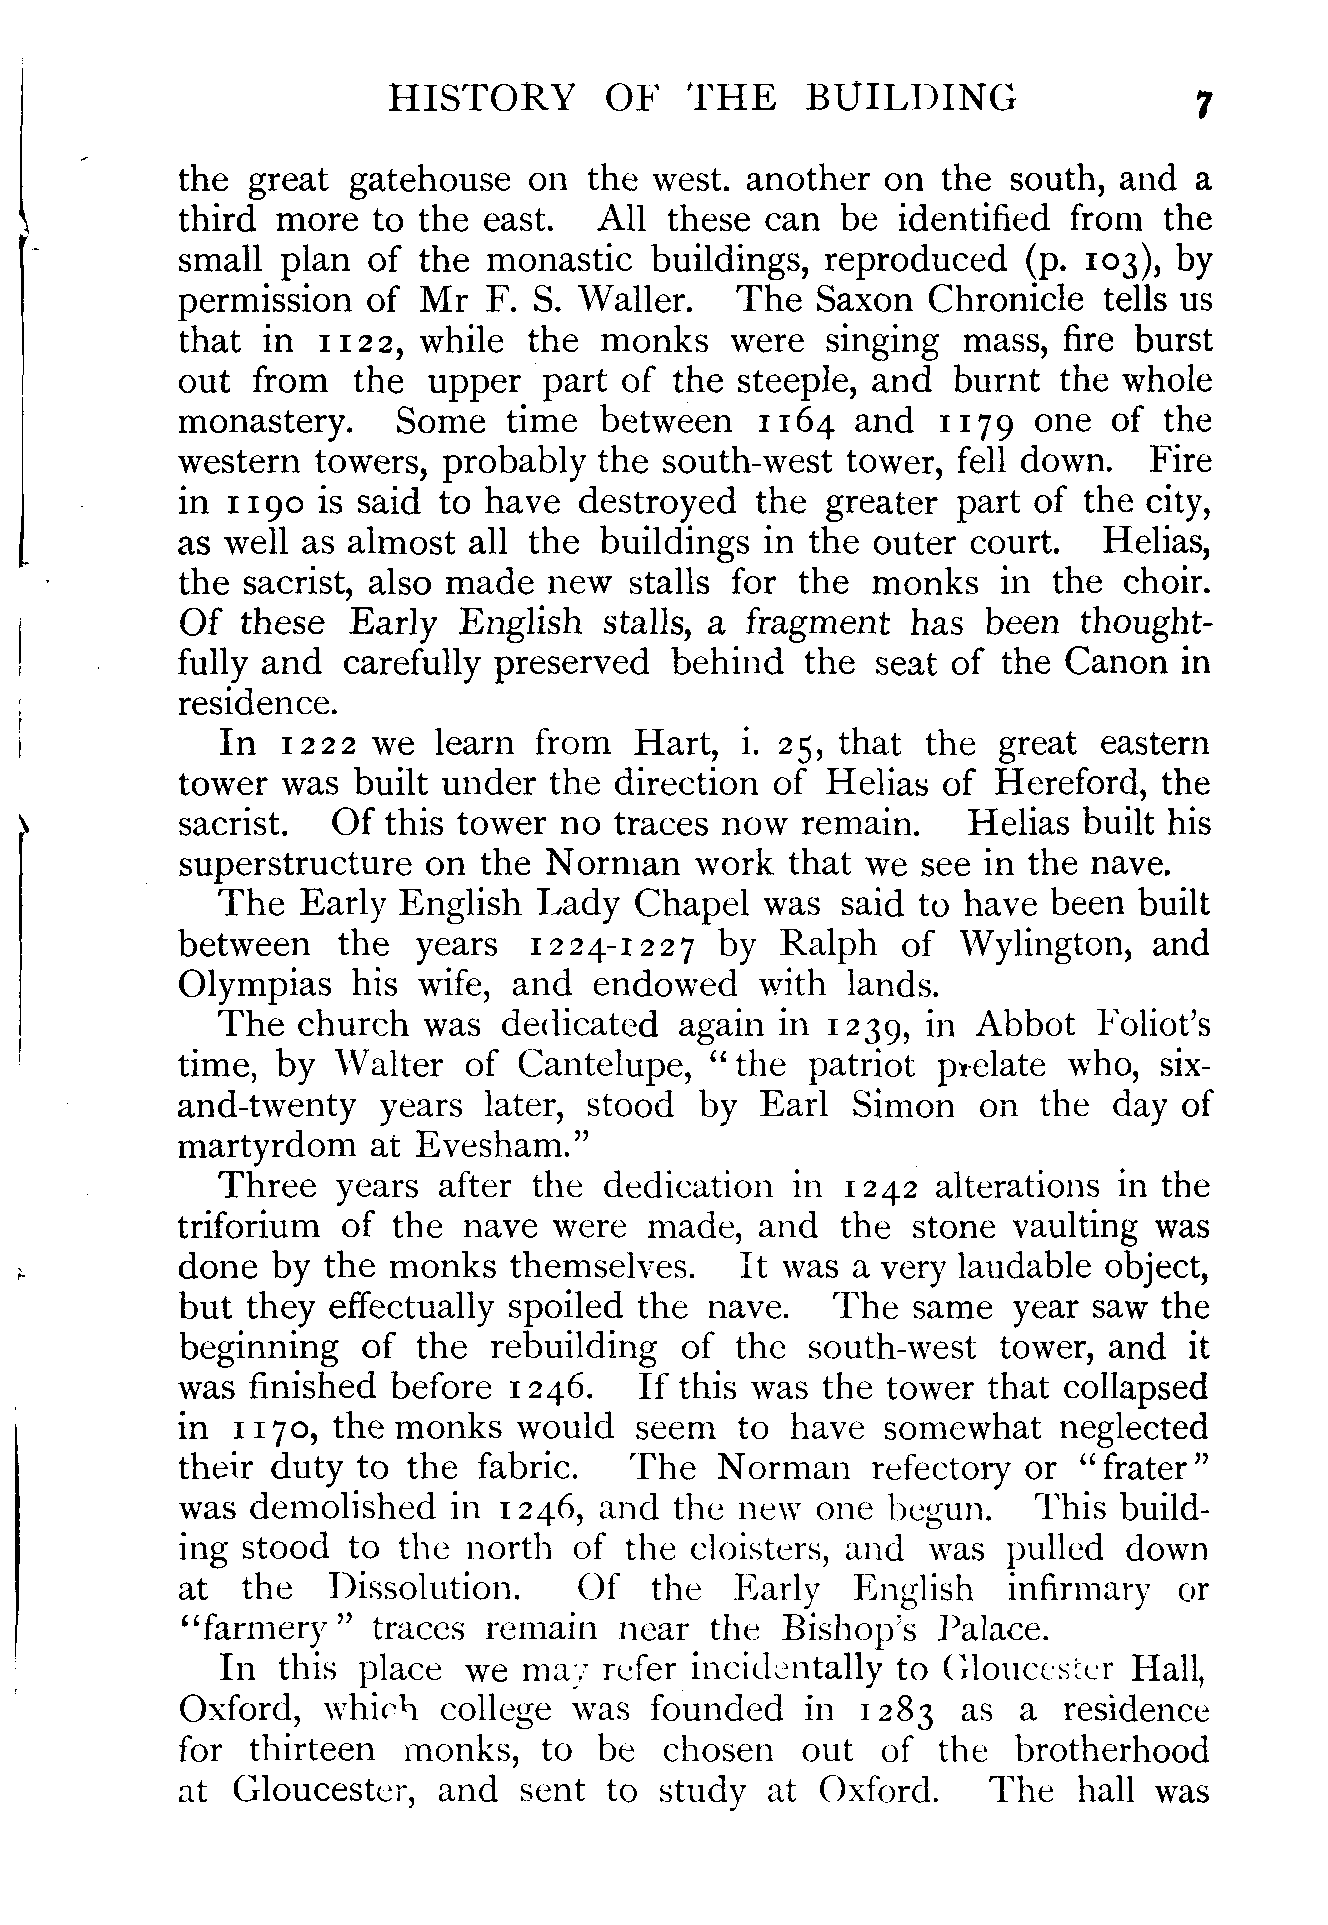 HISTORY OF THE BUILDING 7
the great gatehouse on the west. another on the south, and a
third more to the east. All these can be identified from the
small plan of the monastic buildings, reproduced (p. 103), by
permission of Mr F. S. Waller. The Saxon Chronicle tells us
that in 1122, while the monks were singing mass, fire burst
out from the upper part of the steeple, and burnt the whole
monastery. Some time between 1164 and 1179 one of the
western towers, probably the south-west tower, fell down. Fire
in 1190 is said to have destroyed the greater part of the city,
as well as almost all the buildings in the outer court. Helias,
the sacrist, also made new stalls for the monks in the choir.
Of these Early English stalls, a fragment has been thought-
fully and carefully preserved behind the seat of the Canon in
residence.
In 1222 we learn from Hart, i. 25, that the great eastern
tower was built under the direction of Helias of Hereford, the
sacrist. Of this tower no traces now remain. Helias built his
superstructure on the Norman work that we see in the nave.
The Early English Lady Chapel was said to have been built
between the years 1224-1227 by Ralph of Wylington, and
Olympias his wife, and endowed with lands.
The church was dedicated again in 1239, in Abbot Foliot's
time, by Walter of Cantelupe, "the patriot prelate who, six-
and-twenty years later, stood by Earl Simon on the day of
martyrdom at Evesham."
Three years after the dedication in 1242 alterations in the
triforium of the nave were made, and the stone vaulting was
done by the monks themselves. It was a very laudable object,
but they effectually spoiled the nave. The same year saw the
beginning of the rebuilding of the south-west tower, and it
was finished before 1246. If this was the tower that collapsed
in 1170, the monks would seem to have somewhat neglected
their duty to the fabric. The Norman refectory or "frater"
was demolished in 1246, and the new one begun. This build-
ing stood to the north of the cloisters, and was pulled down
at the Dissolution. Of the Early English infirmary or
"farmery" traces remain near the Bishop's Palace.
In this place we may refer incidentally to Gloucester Hall,
Oxford, which college was founded in 1283 as a residence
for thirteen monks, to be chosen out of the brotherhood
at Gloucester, and sent to study at Oxford. The hall was